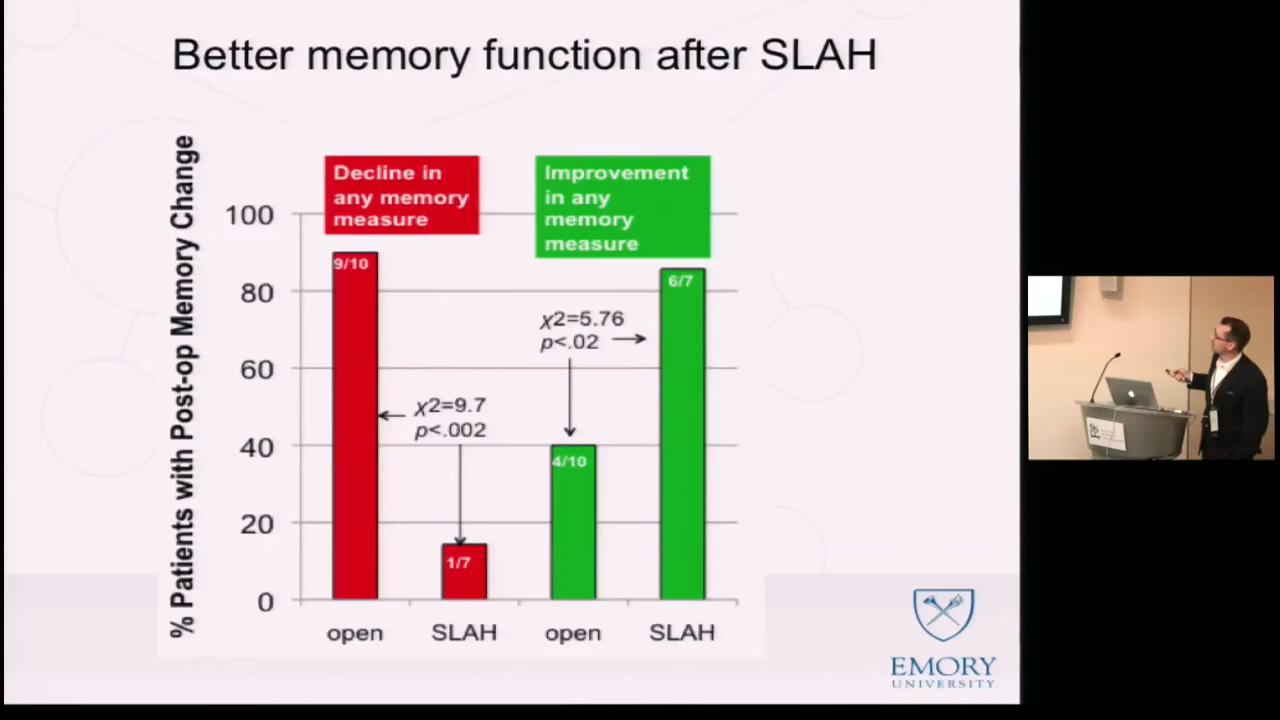 Better memory function after SLAH
% Patients with Post-op Memory Change
Decline in
any memory
measure
Improvement
in any
memory
measure
100
80
60
40
20
0
9/10
6/7
χ2=5.76
p<.02
χ2=9.7
p<.002
4/10
1/7
open
SLAH
open
SLAH
EMORY
UNIVERSITY